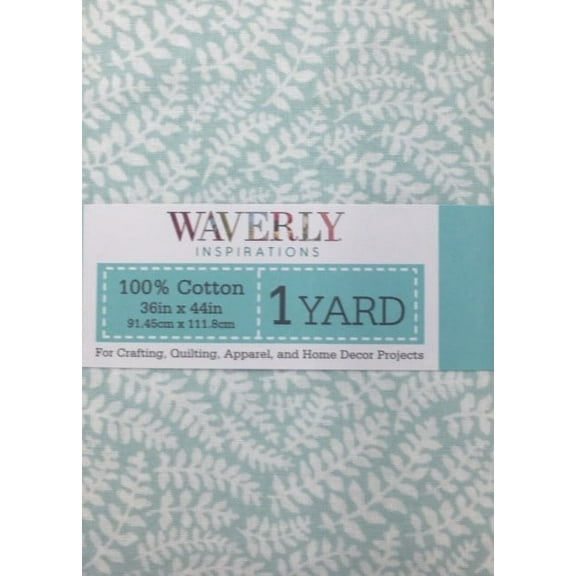 WAVERLY
INSPIRATIONS
100% Cotton
36in x 44in
91.45cm x 111.8cm
1 YARD
For Crafting, Quilting, Apparel, and Home Decor Projects